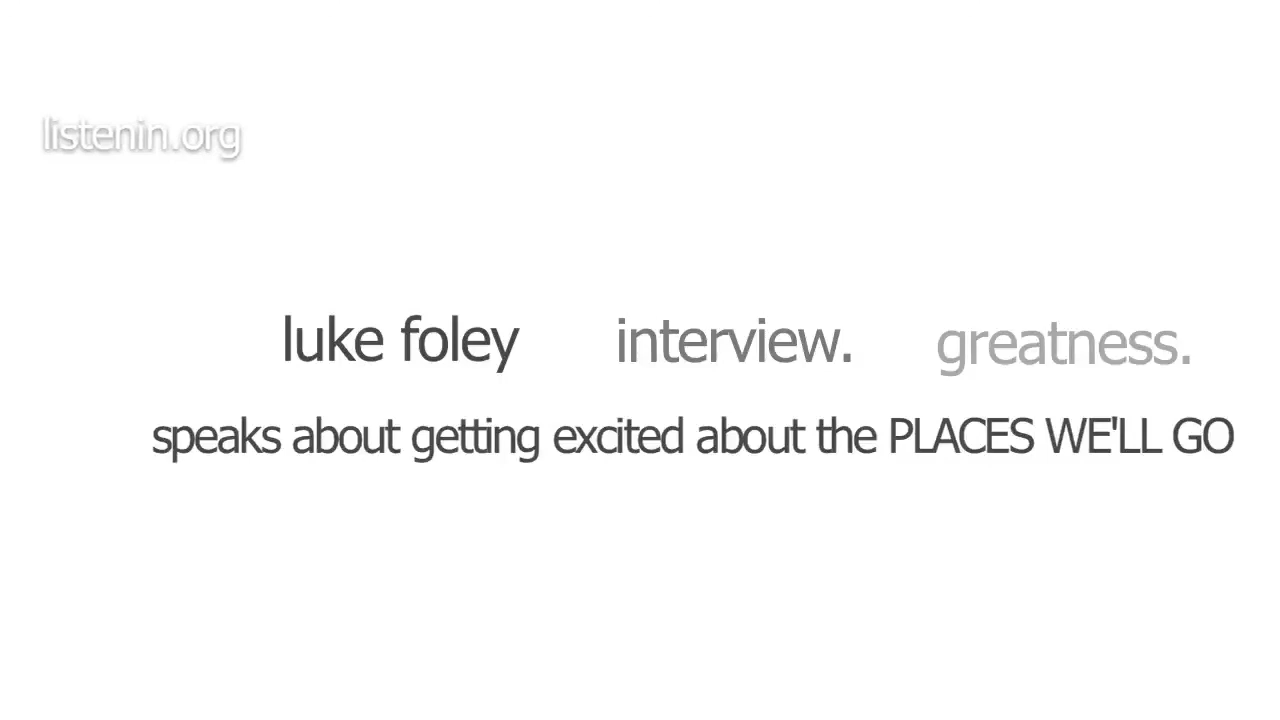 listenin.org
luke foley interview. greatness.
speaks about getting excited about the PLACES WE'LL GO